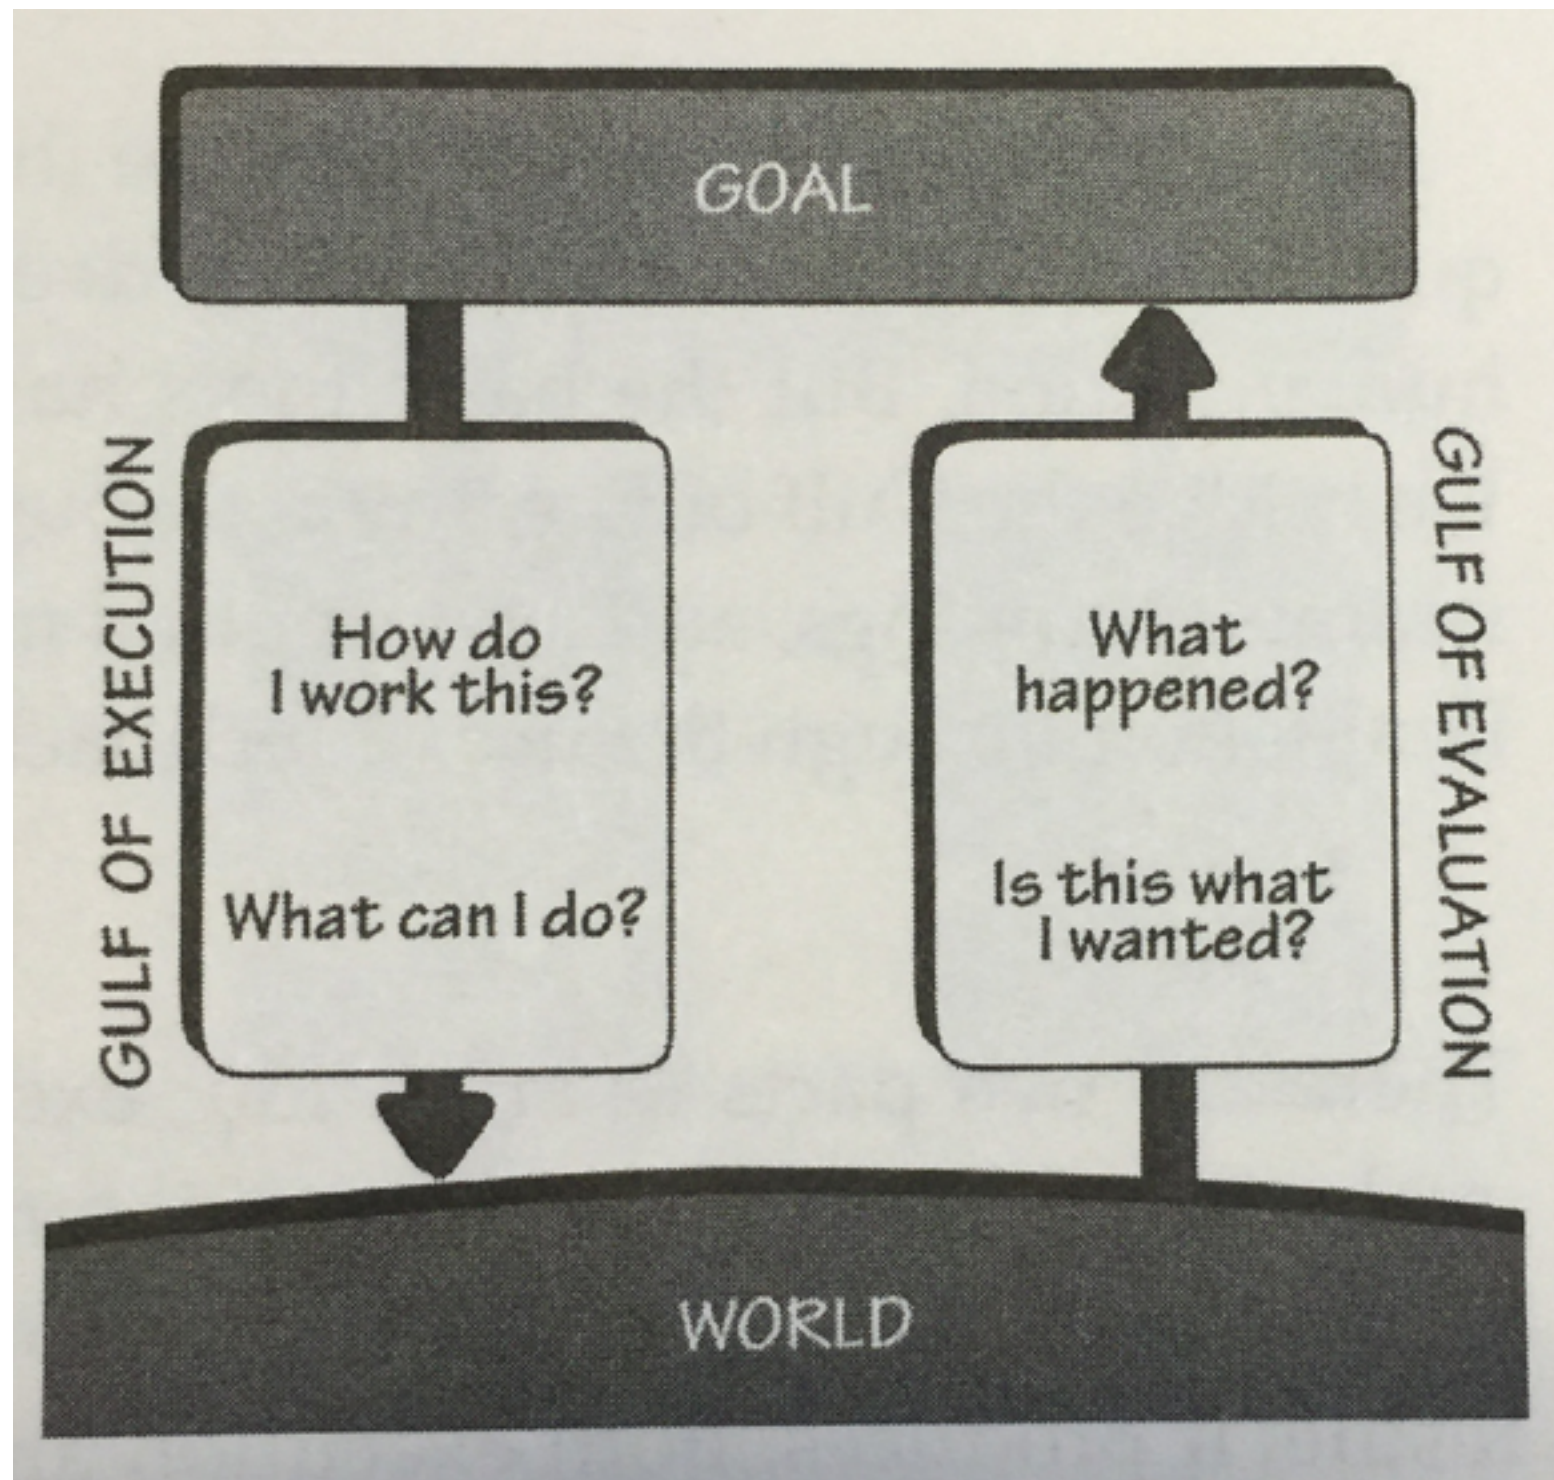 GOAL
GULF OF EXECUTION
How do
I work this?
What can I do?
What
happened?
Is this what
I wanted?
GULF OF EVALUATION
WORLD